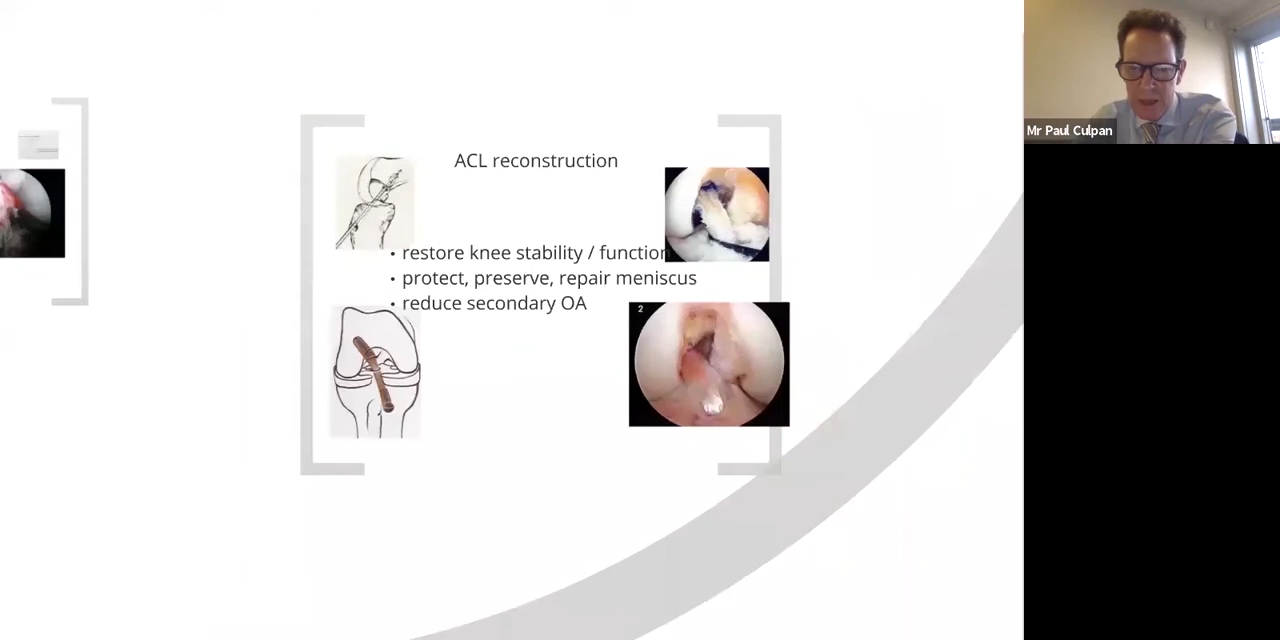 ACL reconstruction
• restore knee stability / function
• protect, preserve, repair meniscus
• reduce secondary OA
2
Mr Paul Culpan